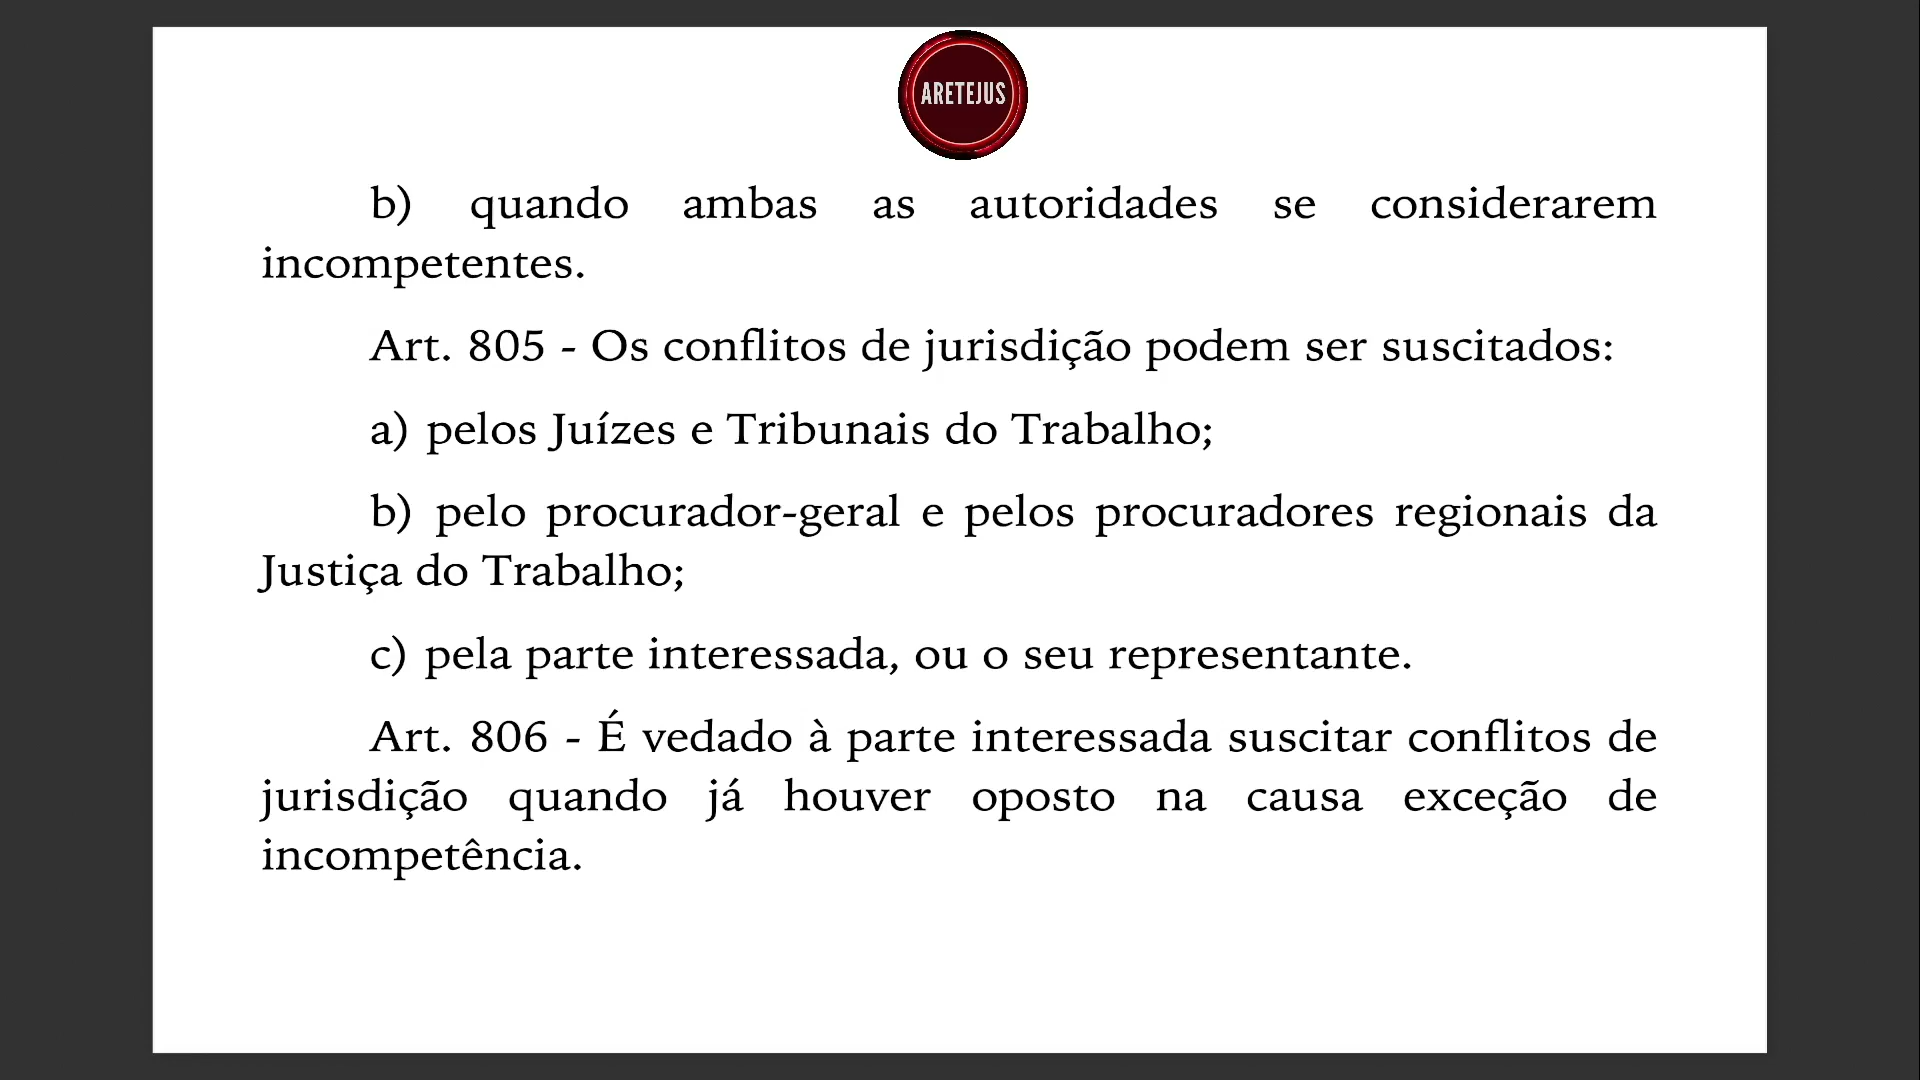 ARETEJUS
b) quando ambas as autoridades se considerarem
incompetentes.
Art. 805 - Os conflitos de jurisdição podem ser suscitados:
a) pelos Juízes e Tribunais do Trabalho;
b) pelo procurador-geral e pelos procuradores regionais da
Justiça do Trabalho;
c) pela parte interessada, ou o seu representante.
Art. 806 - É vedado à parte interessada suscitar conflitos de
jurisdição quando já houver oposto na causa exceção de
incompetência.